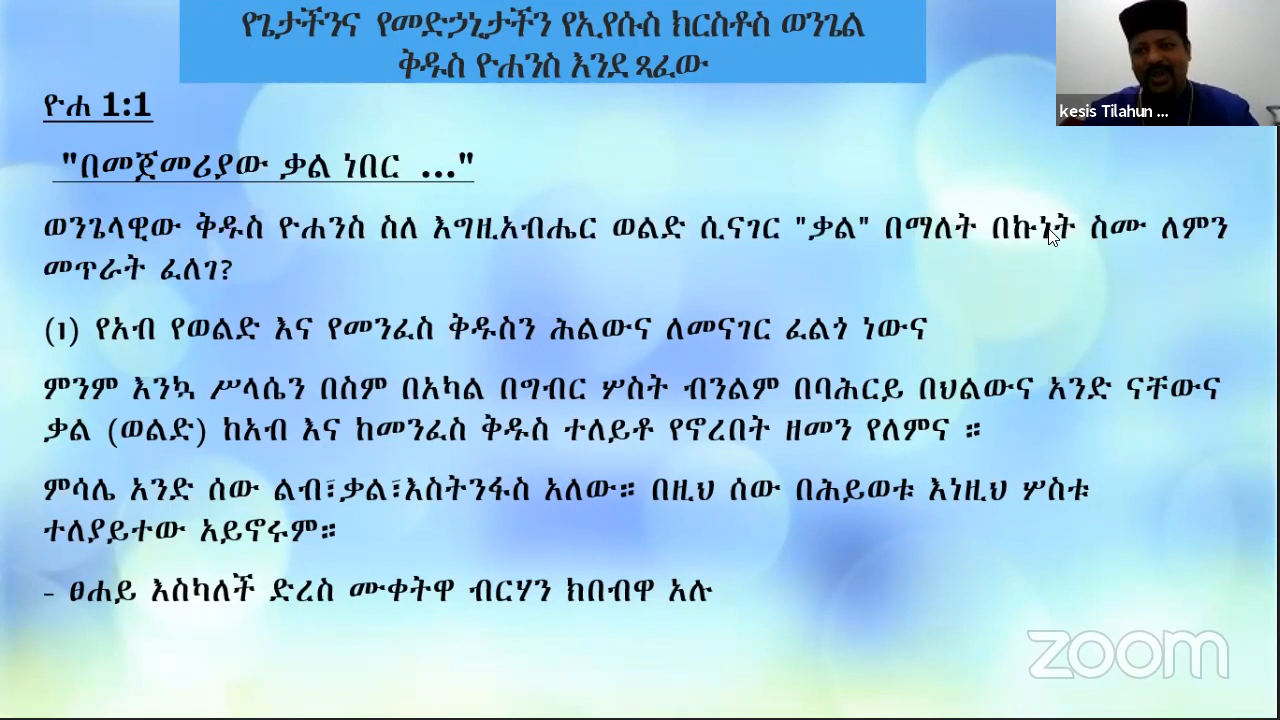 የጌታችንና የመድኃኒታችን የኢየሱስ ክርስቶስ ወንጌል
ቅዱስ ዮሐንስ እንደ ጻፈው
kesis Tilahun ...
ዮሐ 1:1
"በመጀመሪያው ቃል ነበር ..."
ወንጌላዊው ቅዱስ ዮሐንስ ስለ እግዚአብሔር ወልድ ሲናገር "ቃል" በማለት በኩነት ስሙ ለምን
መጥራት ፈለገ?
(፩) የአብ የወልድ እና የመንፈስ ቅዱስን ሕልውና ለመናገር ፈልጎ ነውና
ምንም እንኳ ሥላሴን በስም በአካል በግብር ሦስት ብንልም በባሕርይ በህልውና አንድ ናቸውና
ቃል (ወልድ) ከአብ እና ከመንፈስ ቅዱስ ተለይቶ የኖረበት ዘመን የለምና ።
ምሳሌ አንድ ሰው ልብ፣ቃል፣እስትንፋስ አለው። በዚህ ሰው በሕይወቱ እነዚህ ሦስቱ
ተለያይተው አይኖሩም።
- ፀሐይ እስካለች ድረስ ሙቀትዋ ብርሃን ክበብዋ አሉ
zoom